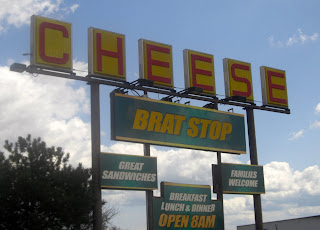 CHEESE
BRAT STOP
GREAT
SANDWICHES
FAMILIES
WELCOME
BREAKFAST
LUNCH & DINNER
OPEN 8AM